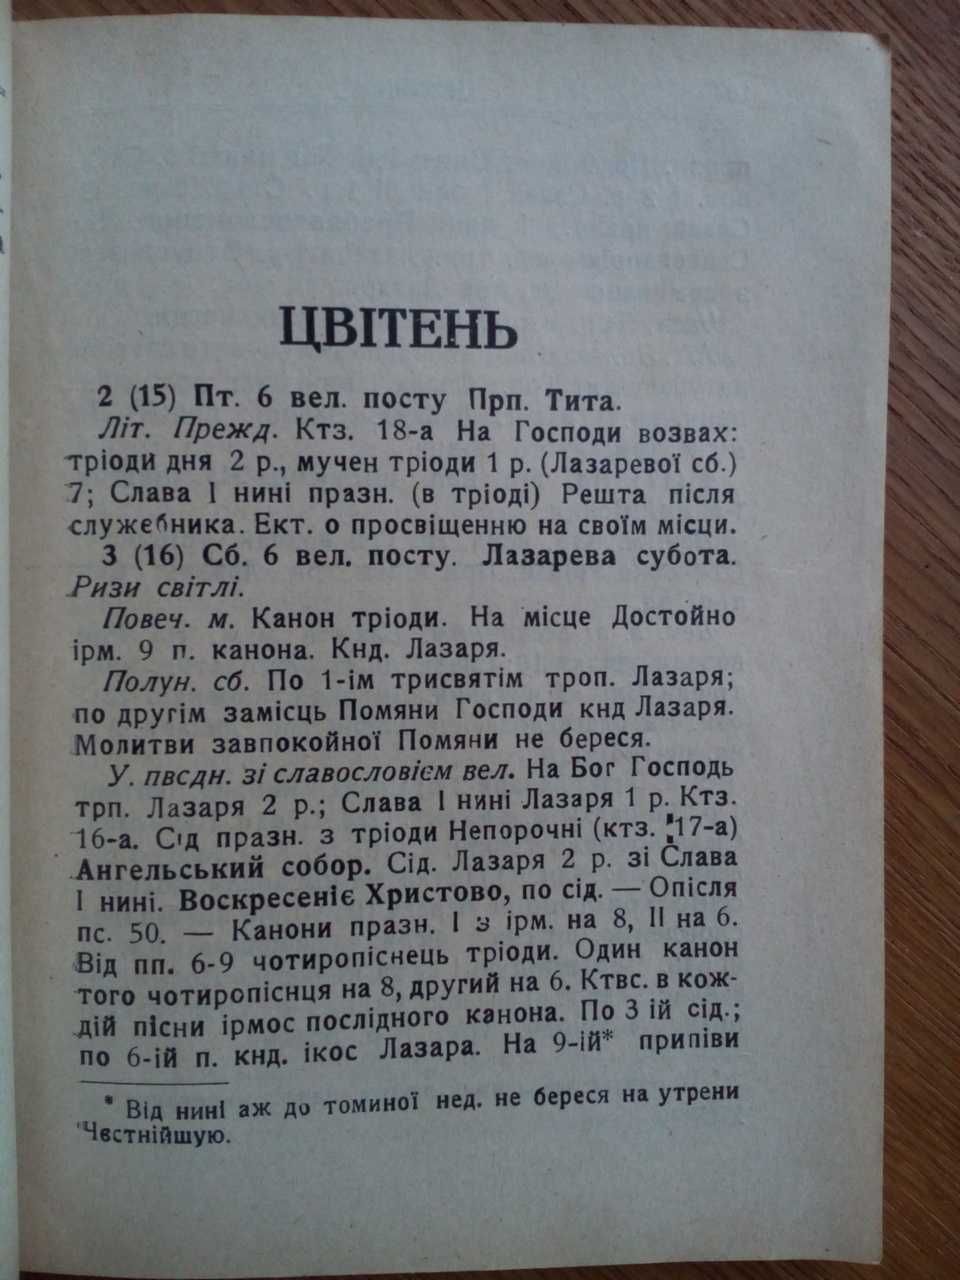 ЦВІТЕНЬ
2 (15) Пт. 6 вел. посту Прп. Тита.
Літ. Прежд. Ктз. 18-а На Господи возвах:
тріоди дня 2 р., мучен тріоди 1 р. (Лазаревої сб.)
7; Слава І нині празн. (в тріоді) Решта після
служебника. Ект. о просвіщенню на своїм місци.
3 (16) Сб. 6 вел. посту. Лазарева субота.
Ризи світлі.
Повеч. м. Канон тріоди. На місце Достойно
ірм. 9 п. канона. Кнд. Лазаря.
Полун. сб. По 1-ім трисвятім троп. Лазаря;
по другім замісць Помяни Господи кнд Лазаря.
Молитви завпокойної Помяни не береся.
У. пвсдн. зі славословієм вел. На Бог Господь
трп. Лазаря 2 р.; Слава І нині Лазаря 1 р. Ктз.
16-а. Сід празн. з тріоди Непорочні (ктз. 17-а)
Ангельський собор. Сід. Лазаря 2 р. зі Слава
І нині. Воскресеніє Христово, по сід. — Опісля
пс. 50. — Канони празн. І з ірм. на 8, ІІ на 6.
Від пп. 6-9 чотиропіснець тріоди. Один канон
того чотиропіснця на 8, другий на 6. Ктвс. в кож-
дій пісни ірмос послідного канона. По 3 ій сід.;
по 6-ій п. кнд. ікос Лазара. На 9-ій* припіви
* Від нині аж до томиної нед. не береся на утрени
Чвстнійшую.